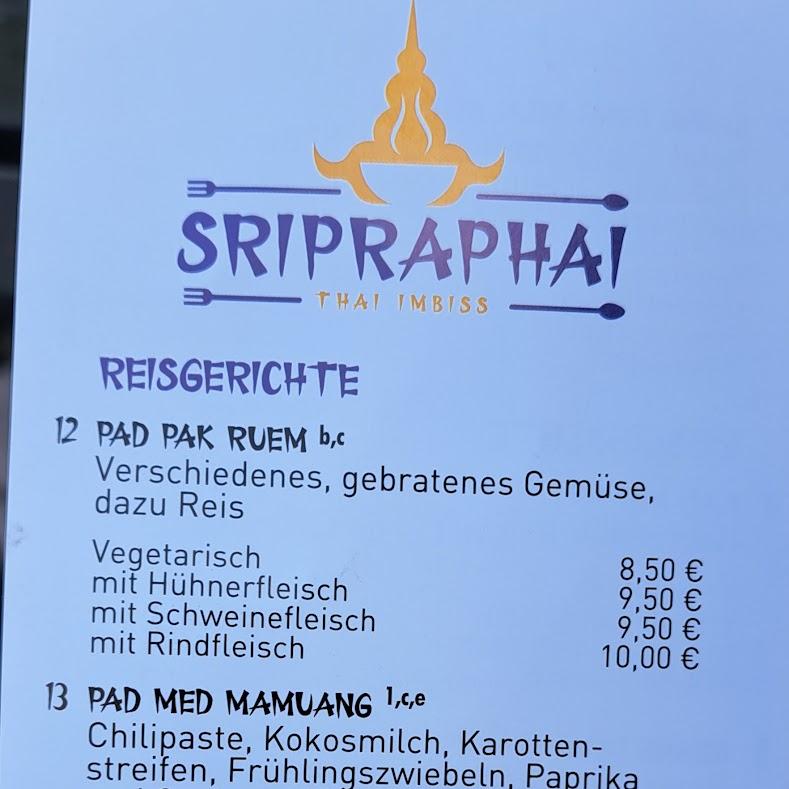 SRIPRAPHAI
THAI IMBISS
REISGERICHTE
12 PAD PAK RUEM b,c
Verschiedenes, gebratenes Gemüse,
dazu Reis
Vegetarisch 8,50 €
mit Hühnerfleisch 9,50 €
mit Schweinefleisch 9,50 €
mit Rindfleisch 10,00 €
13 PAD MED MAMUANG 1,c,e
Chilipaste, Kokosmilch, Karotten-
streifen, Frühlingszwiebeln, Paprika